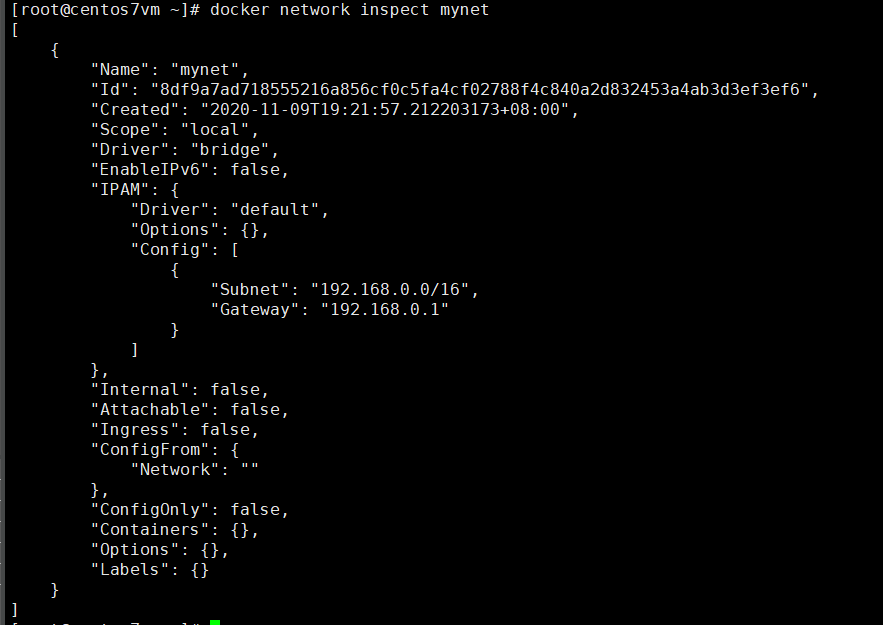 [root@centos7vm ~]# docker network inspect mynet
[
    {
        "Name": "mynet",
        "Id": "8df9a7ad718555216a856cf0c5fa4cf02788f4c840a2d832453a4ab3d3ef3ef6",
        "Created": "2020-11-09T19:21:57.212203173+08:00",
        "Scope": "local",
        "Driver": "bridge",
        "EnableIPv6": false,
        "IPAM": {
            "Driver": "default",
            "Options": {},
            "Config": [
                {
                    "Subnet": "192.168.0.0/16",
                    "Gateway": "192.168.0.1"
                }
            ]
        },
        "Internal": false,
        "Attachable": false,
        "Ingress": false,
        "ConfigFrom": {
            "Network": ""
        },
        "ConfigOnly": false,
        "Containers": {},
        "Options": {},
        "Labels": {}
    }
]